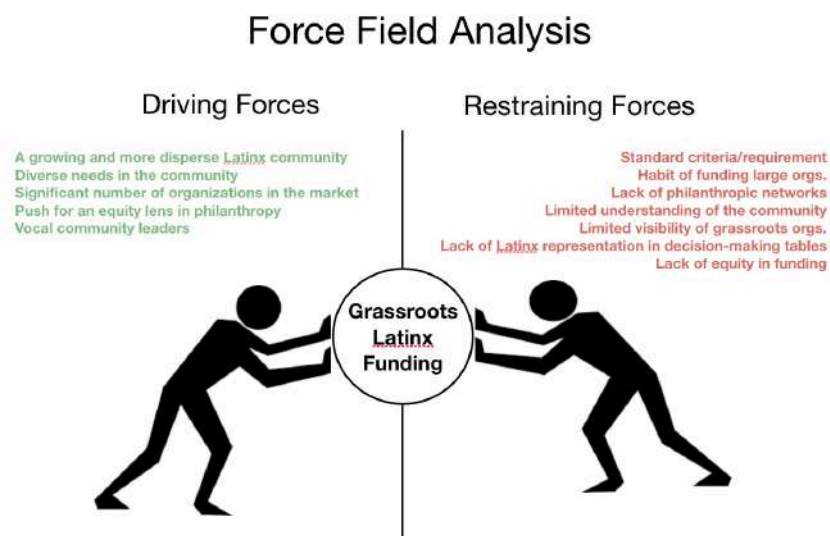 Force Field Analysis
Driving Forces
A growing and more disperse Latinx community
Diverse needs in the community
Significant number of organizations in the market
Push for an equity lens in philanthropy
Vocal community leaders
Restraining Forces
Standard criteria/requirement
Habit of funding large orgs.
Lack of philanthropic networks
Limited understanding of the community
Limited visibility of grassroots orgs.
Lack of Latinx representation in decision-making tables
Lack of equity in funding
Grassroots
Latinx
Funding